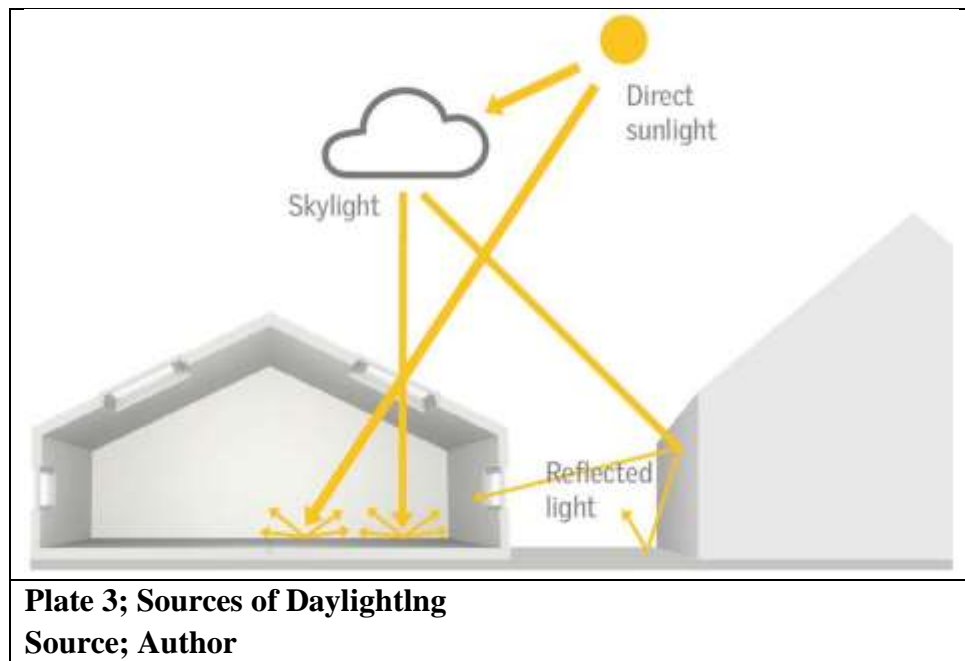 Direct
sunlight
Skylight
Reflected
light
Plate 3; Sources of Daylightlng
Source; Author